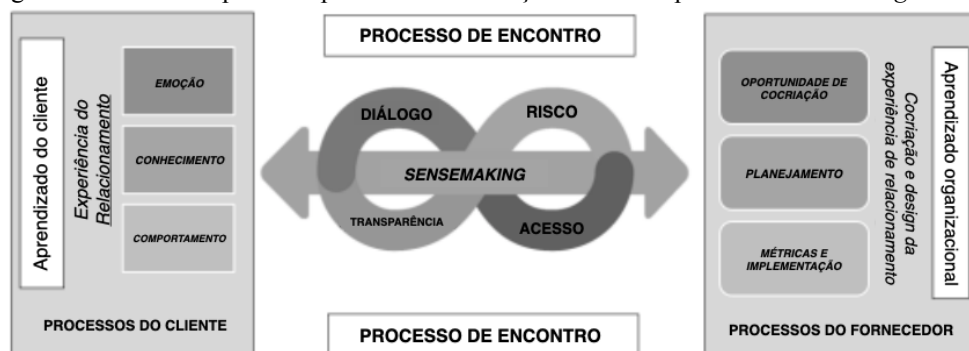 PROCESSO DE ENCONTRO
Aprendizado do cliente
Experiência do
Relacionamento
EMOÇÃO
CONHECIMENTO
COMPORTAMENTO
PROCESSOS DO CLIENTE
DIÁLOGO
RISCO
SENSEMAKING
TRANSPARÊNCIA
ACESSO
PROCESSO DE ENCONTRO
OPORTUNIDADE DE
COCRIAÇÃO
PLANEJAMENTO
MÉTRICAS E
IMPLEMENTAÇÃO
Cocriação e design da
experiência de relacionamento
Aprendizado organizacional
PROCESSOS DO FORNECEDOR